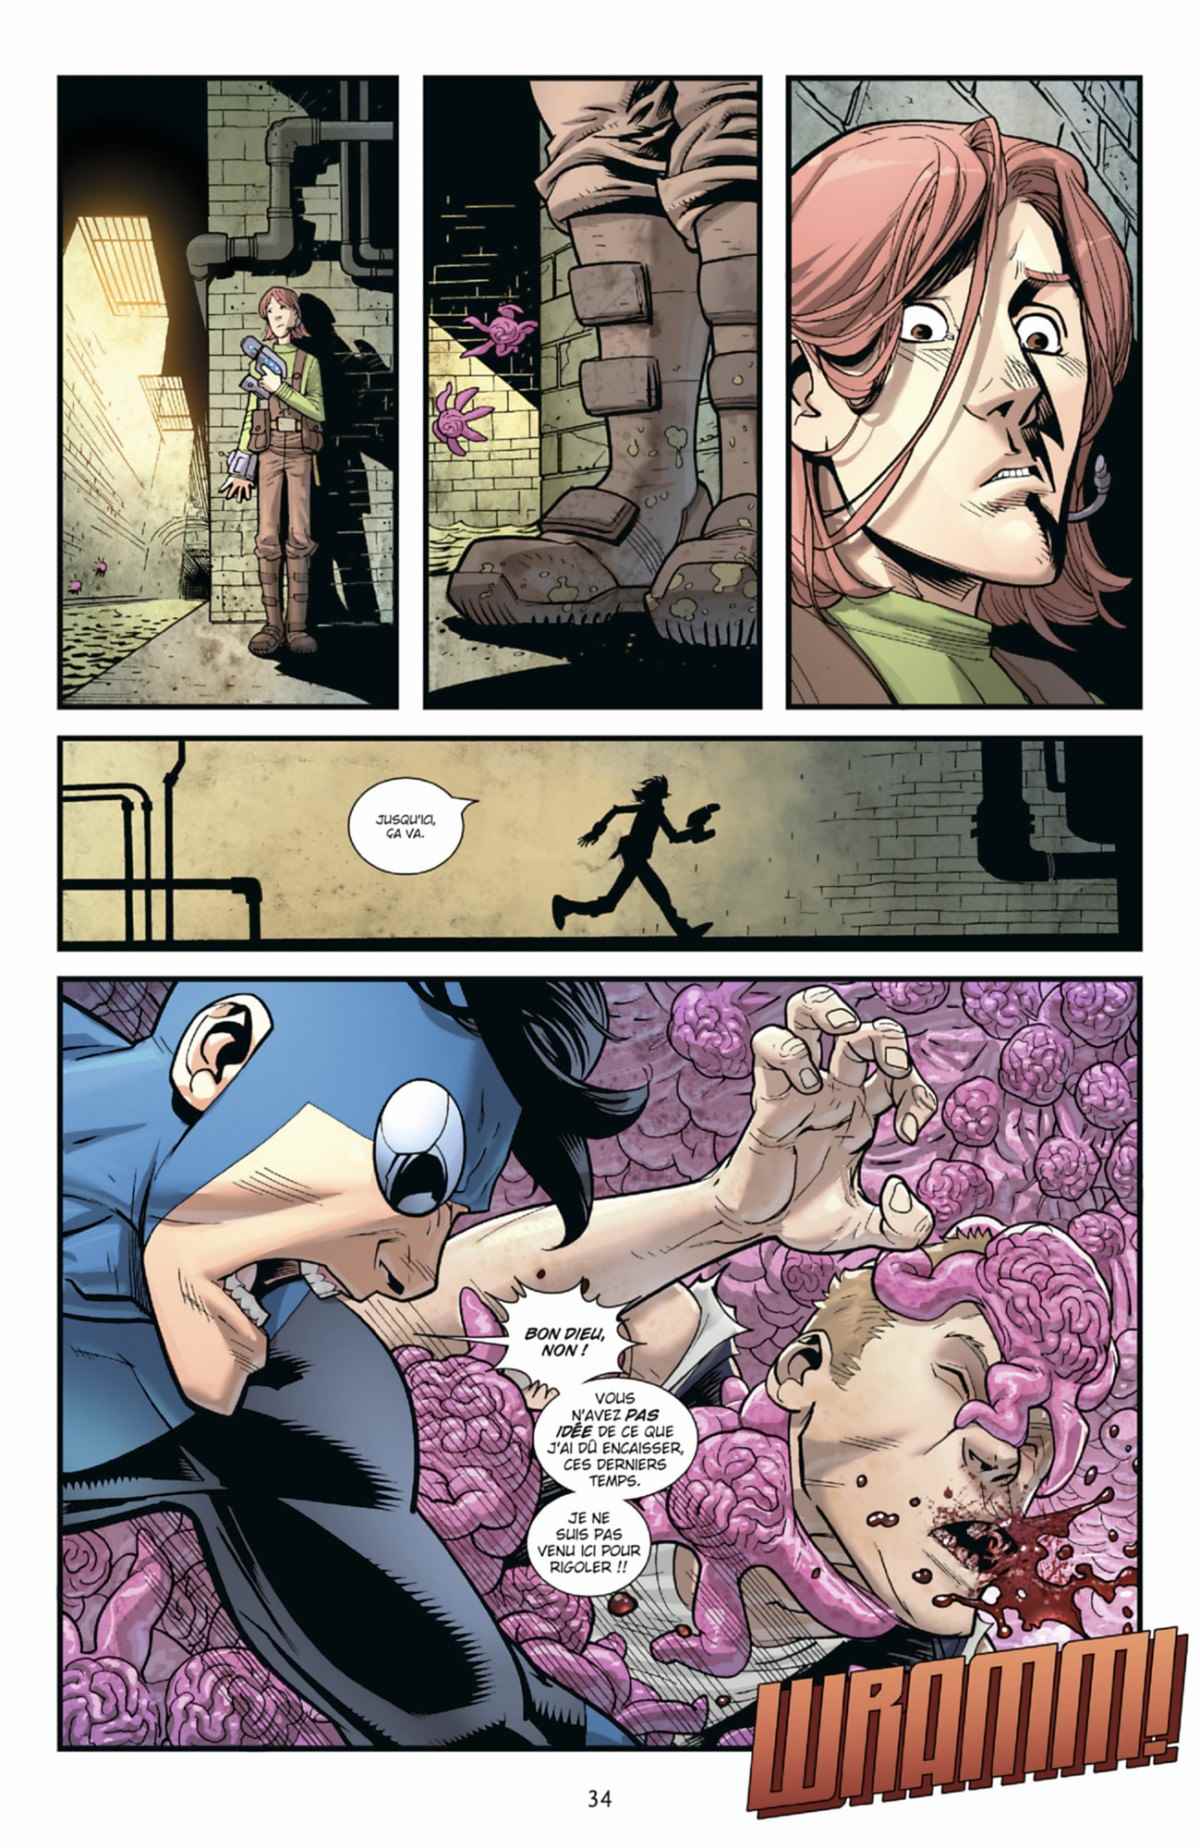 JUSQU'ICI,
ÇA VA.
BON DIEU,
NON !
VOUS
N'AVEZ PAS
IDÉE DE CE QUE
J'AI DÛ ENCAISSER,
CES DERNIERS
TEMPS.
JE NE
SUIS PAS
VENU ICI POUR
RIGOLER !!
WRAMM!
34